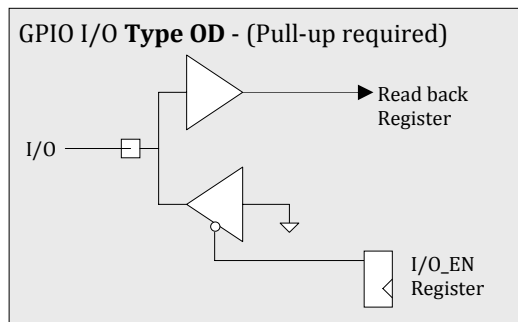 GPIO I/O Type OD - (Pull-up required)
Read back
Register
I/O
I/O_EN
Register